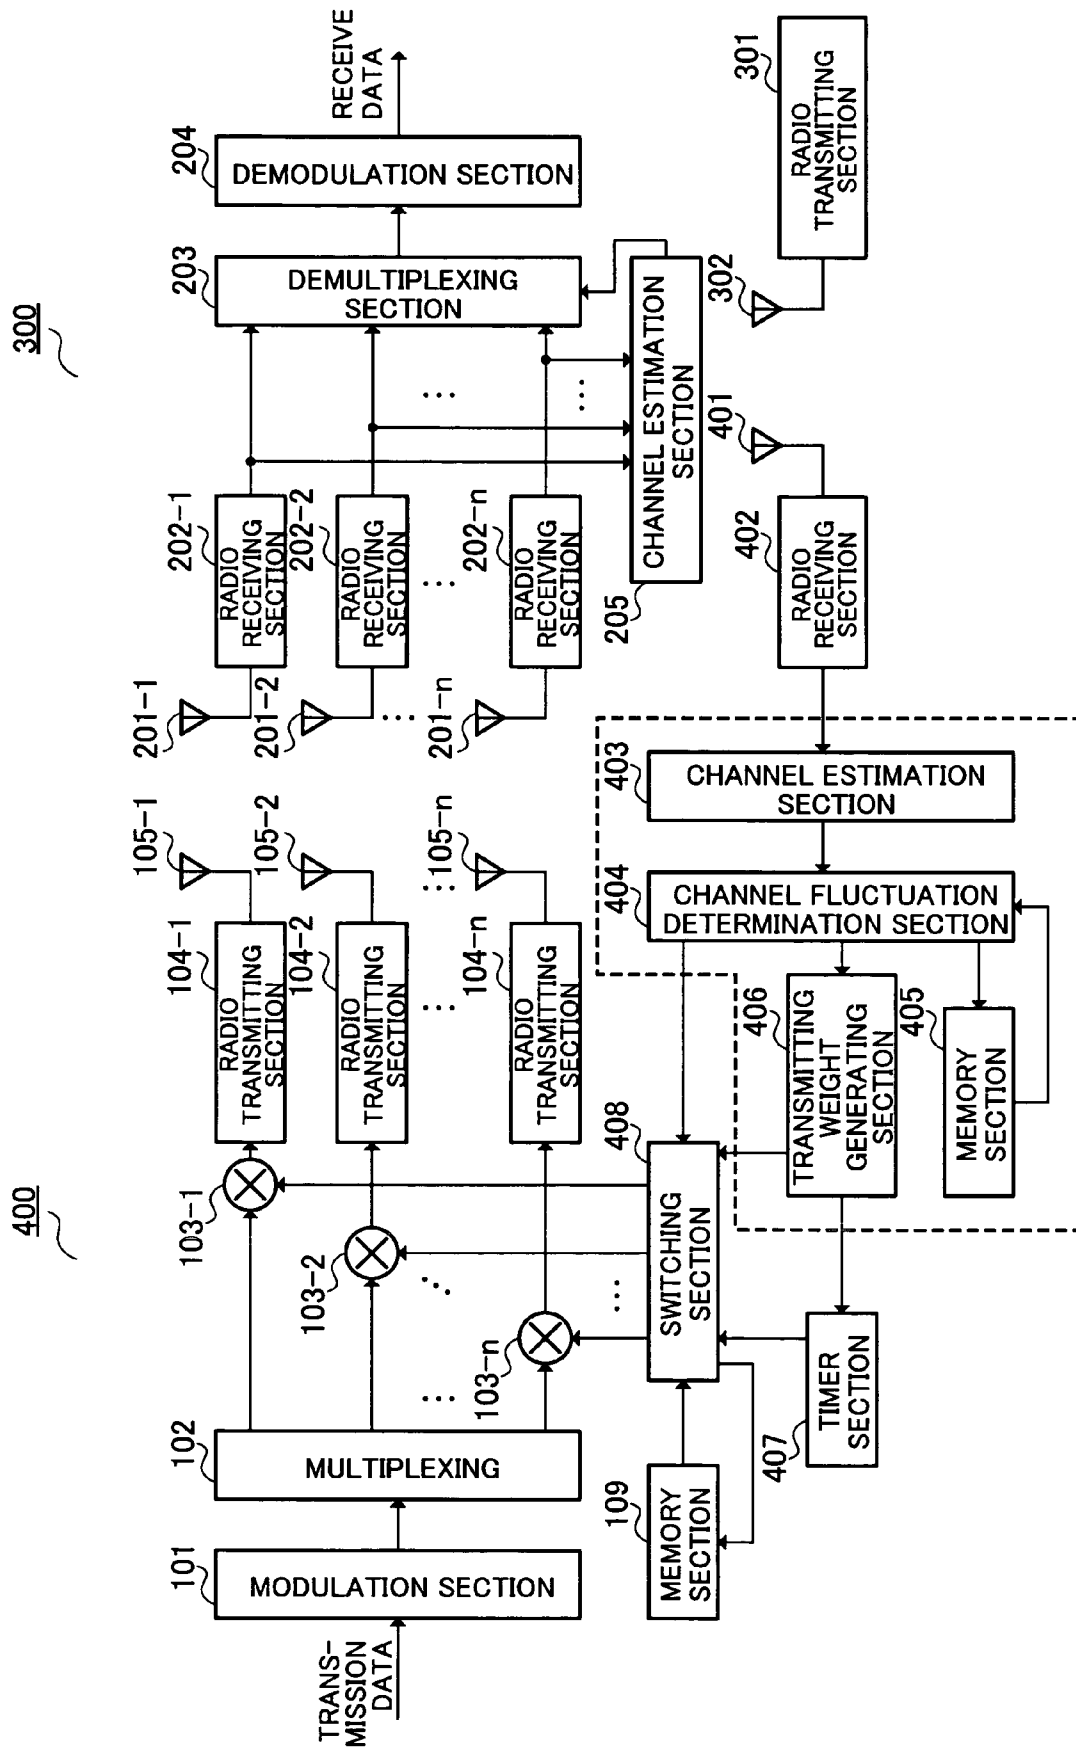 400
300
TRANS-
MISSION
DATA
101
MODULATION SECTION
102
MULTIPLEXING
103-1
103-2
103-n
104-1
RADIO
TRANSMITTING
SECTION
104-2
RADIO
TRANSMITTING
SECTION
104-n
RADIO
TRANSMITTING
SECTION
105-1
105-2
105-n
201-1
201-2
201-n
202-1
RADIO
RECEIVING
SECTION
202-2
RADIO
RECEIVING
SECTION
202-n
RADIO
RECEIVING
SECTION
203
DEMULTIPLEXING
SECTION
204
DEMODULATION SECTION
RECEIVE
DATA
205
CHANNEL ESTIMATION
SECTION
109
MEMORY
SECTION
408
SWITCHING
SECTION
407
TIMER
SECTION
406
TRANSMITTING
WEIGHT
GENERATING
SECTION
405
MEMORY
SECTION
404
CHANNEL FLUCTUATION
DETERMINATION SECTION
403
CHANNEL ESTIMATION
SECTION
402
RADIO
RECEIVING
SECTION
401
302
301
RADIO
TRANSMITTING
SECTION